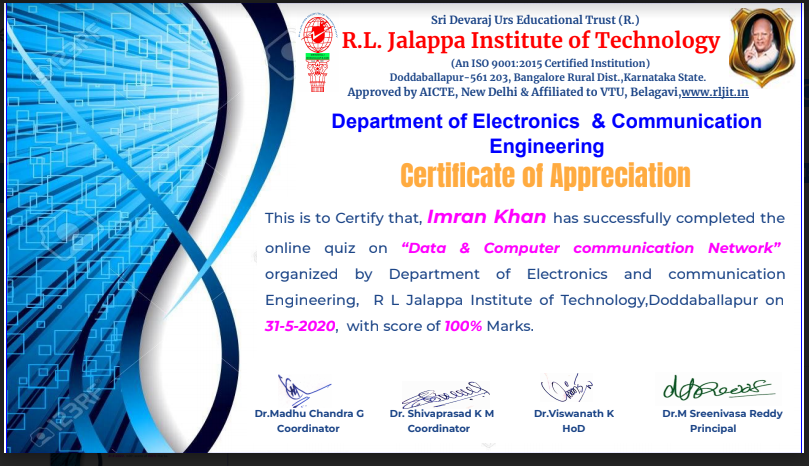 Sri Devaraj Urs Educational Trust (R.)
R.L. Jalappa Institute of Technology
(An ISO 9001:2015 Certified Institution)
Doddaballapur-561 203, Bangalore Rural Dist.,Karnataka State.
Approved by AICTE, New Delhi & Affiliated to VTU, Belagavi,www.rljit.in
Department of Electronics & Communication
Engineering
Certificate of Appreciation
This is to Certify that, Imran Khan has successfully completed the
online quiz on “Data & Computer communication Network”
organized by Department of Electronics and communication
Engineering, R L Jalappa Institute of Technology,Doddaballapur on
31-5-2020, with score of 100% Marks.
Dr.Madhu Chandra G
Coordinator
Dr. Shivaprasad K M
Coordinator
Dr.Viswanath K
HoD
Dr.M Sreenivasa Reddy
Principal
123RF